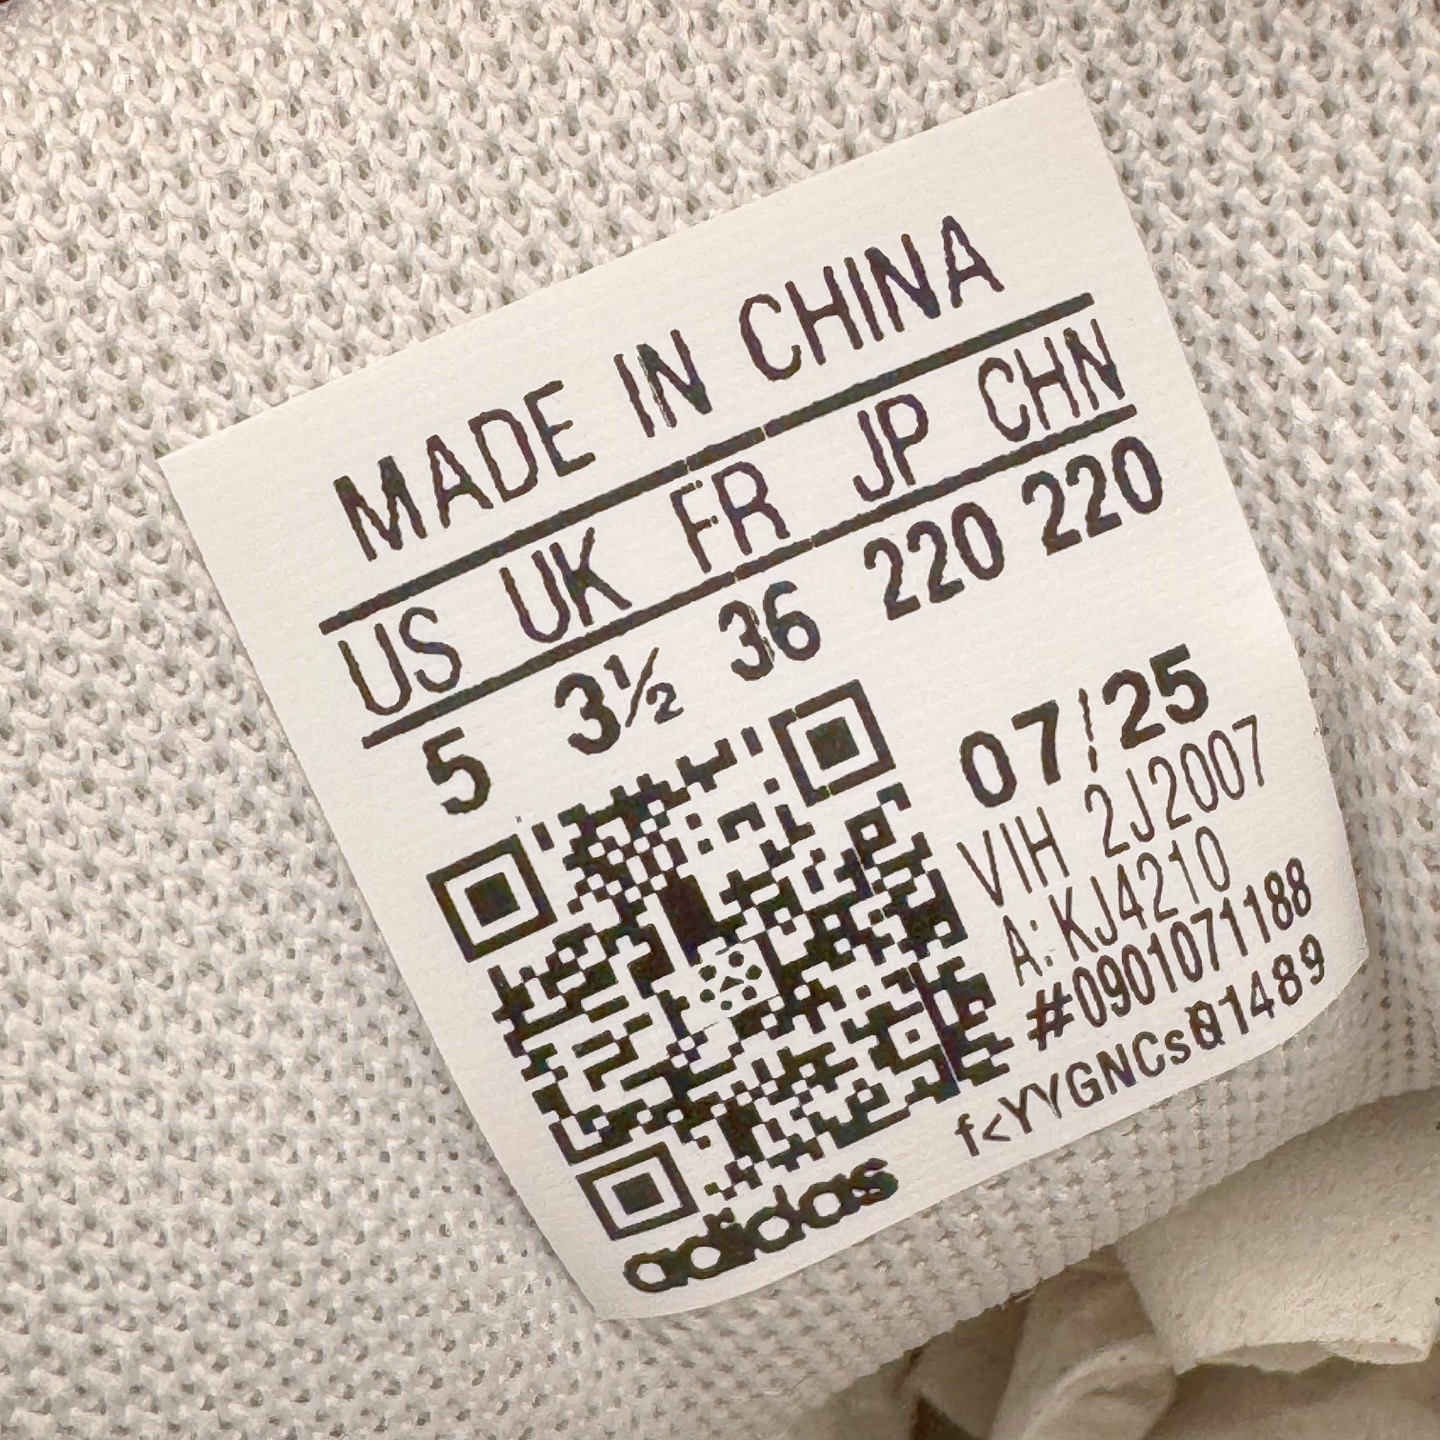 MADE IN CHINA
US UK FR JP CHN
5 3½ 36 220 220
07/25
VIH 2J2007
A: KJ4210
#0901071188
adidas